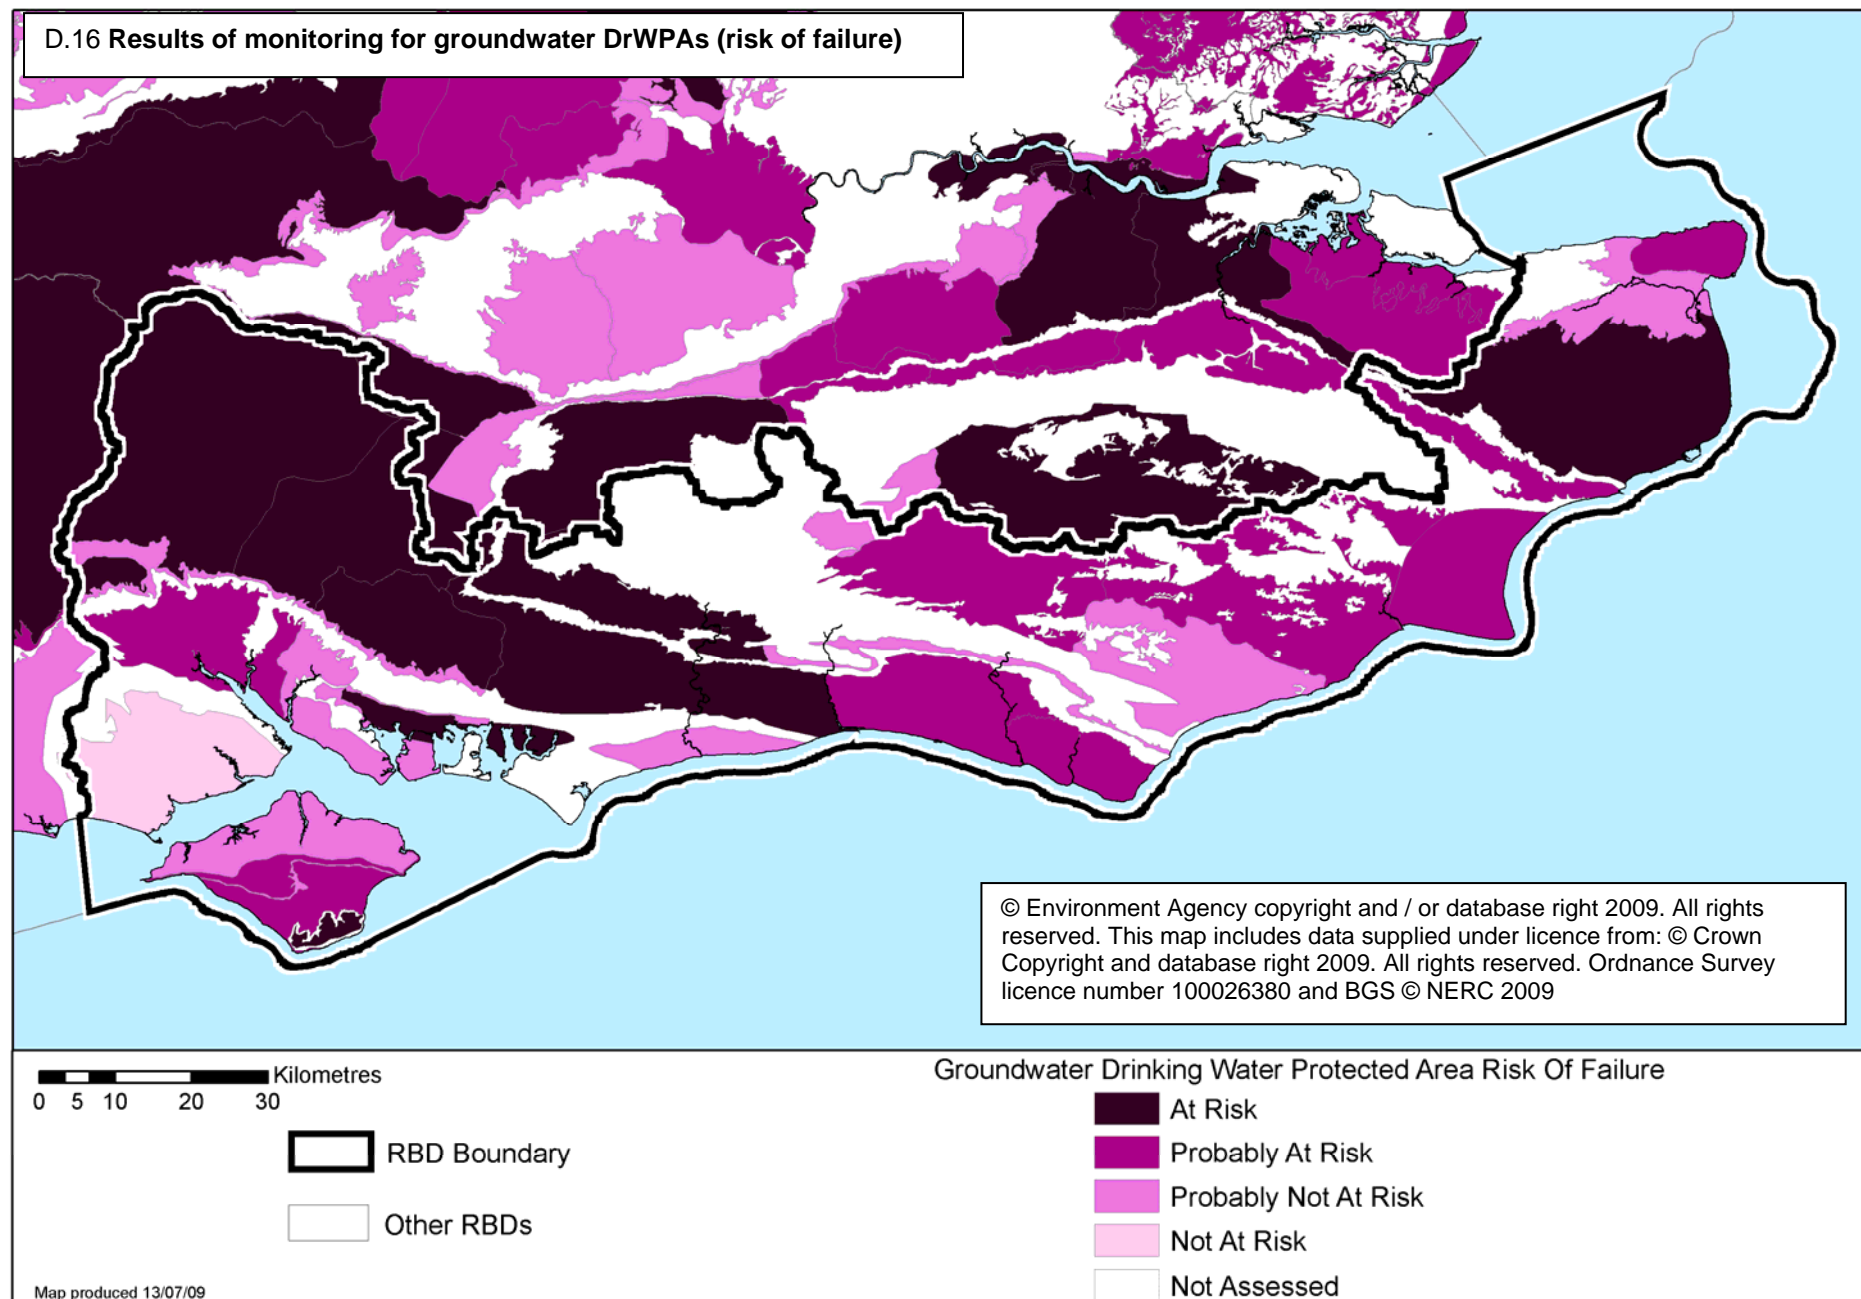 D.16 Results of monitoring for groundwater DrWPAs (risk of failure)
© Environment Agency copyright and / or database right 2009. All rights
reserved. This map includes data supplied under licence from: © Crown
Copyright and database right 2009. All rights reserved. Ordnance Survey
licence number 100026380 and BGS © NERC 2009
Kilometres
0 5 10 20 30
RBD Boundary
Other RBDs
Map produced 13/07/09
Groundwater Drinking Water Protected Area Risk Of Failure
At Risk
Probably At Risk
Probably Not At Risk
Not At Risk
Not Assessed